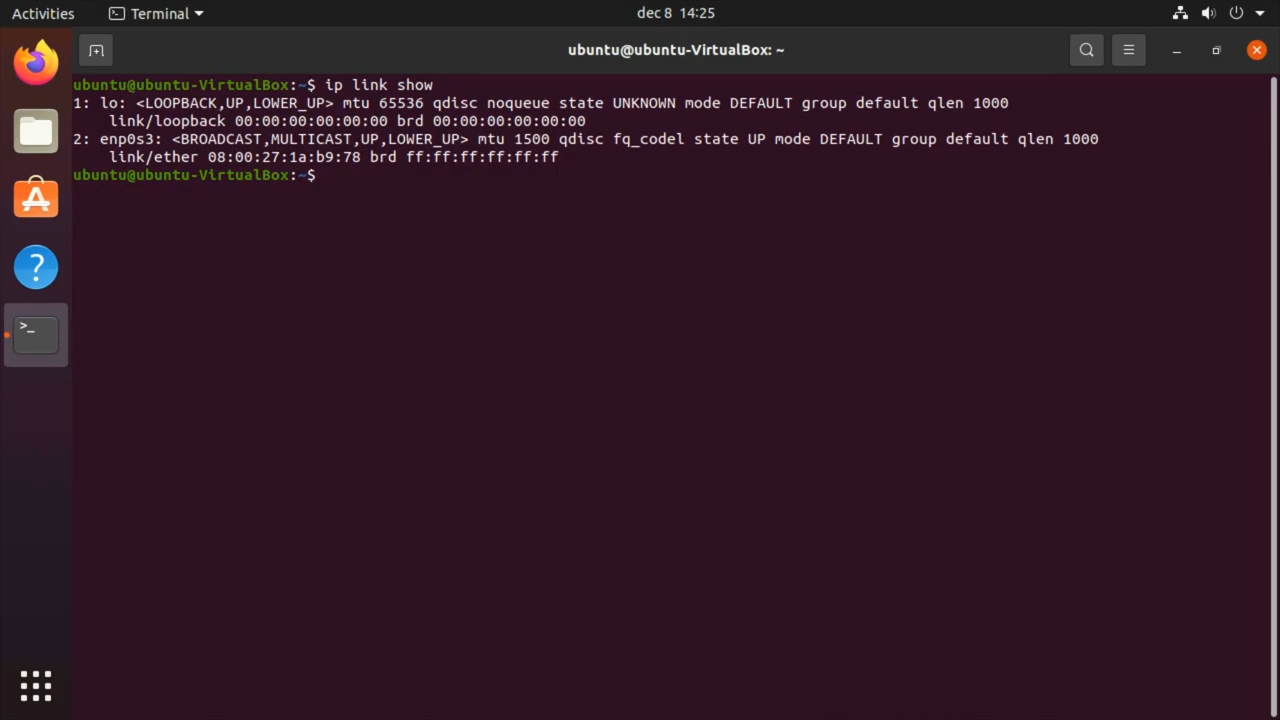 Activities Terminal dec 8 14:25
ubuntu@ubuntu-VirtualBox: ~
ubuntu@ubuntu-VirtualBox:~$ ip link show
1: lo: <LOOPBACK,UP,LOWER_UP> mtu 65536 qdisc noqueue state UNKNOWN mode DEFAULT group default qlen 1000
    link/loopback 00:00:00:00:00:00 brd 00:00:00:00:00:00
2: enp0s3: <BROADCAST,MULTICAST,UP,LOWER_UP> mtu 1500 qdisc fq_codel state UP mode DEFAULT group default qlen 1000
    link/ether 08:00:27:1a:b9:78 brd ff:ff:ff:ff:ff:ff
ubuntu@ubuntu-VirtualBox:~$